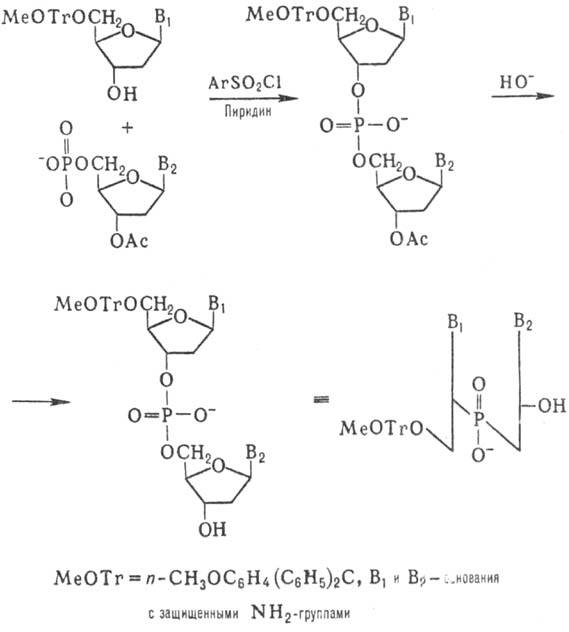 MeOTrOCH₂ B₁
O
OH
+
O
⁻OPOCH₂ B₂
O
O
OAc
ArSO₂Cl
Пиридин
MeOTrOCH₂ B₁
O
O
O=P—O⁻
OCH₂ B₂
O
OAc
HO⁻
MeOTrOCH₂ B₁
O
O
O=P—O⁻
OCH₂ B₂
O
OH
≡
B₁ B₂
O
P
OH
MeOTrO
O⁻
MeOTr = п-CH₃OC₆H₄(C₆H₅)₂C, B₁ и B₂ —
с защищенными NH₂-группами